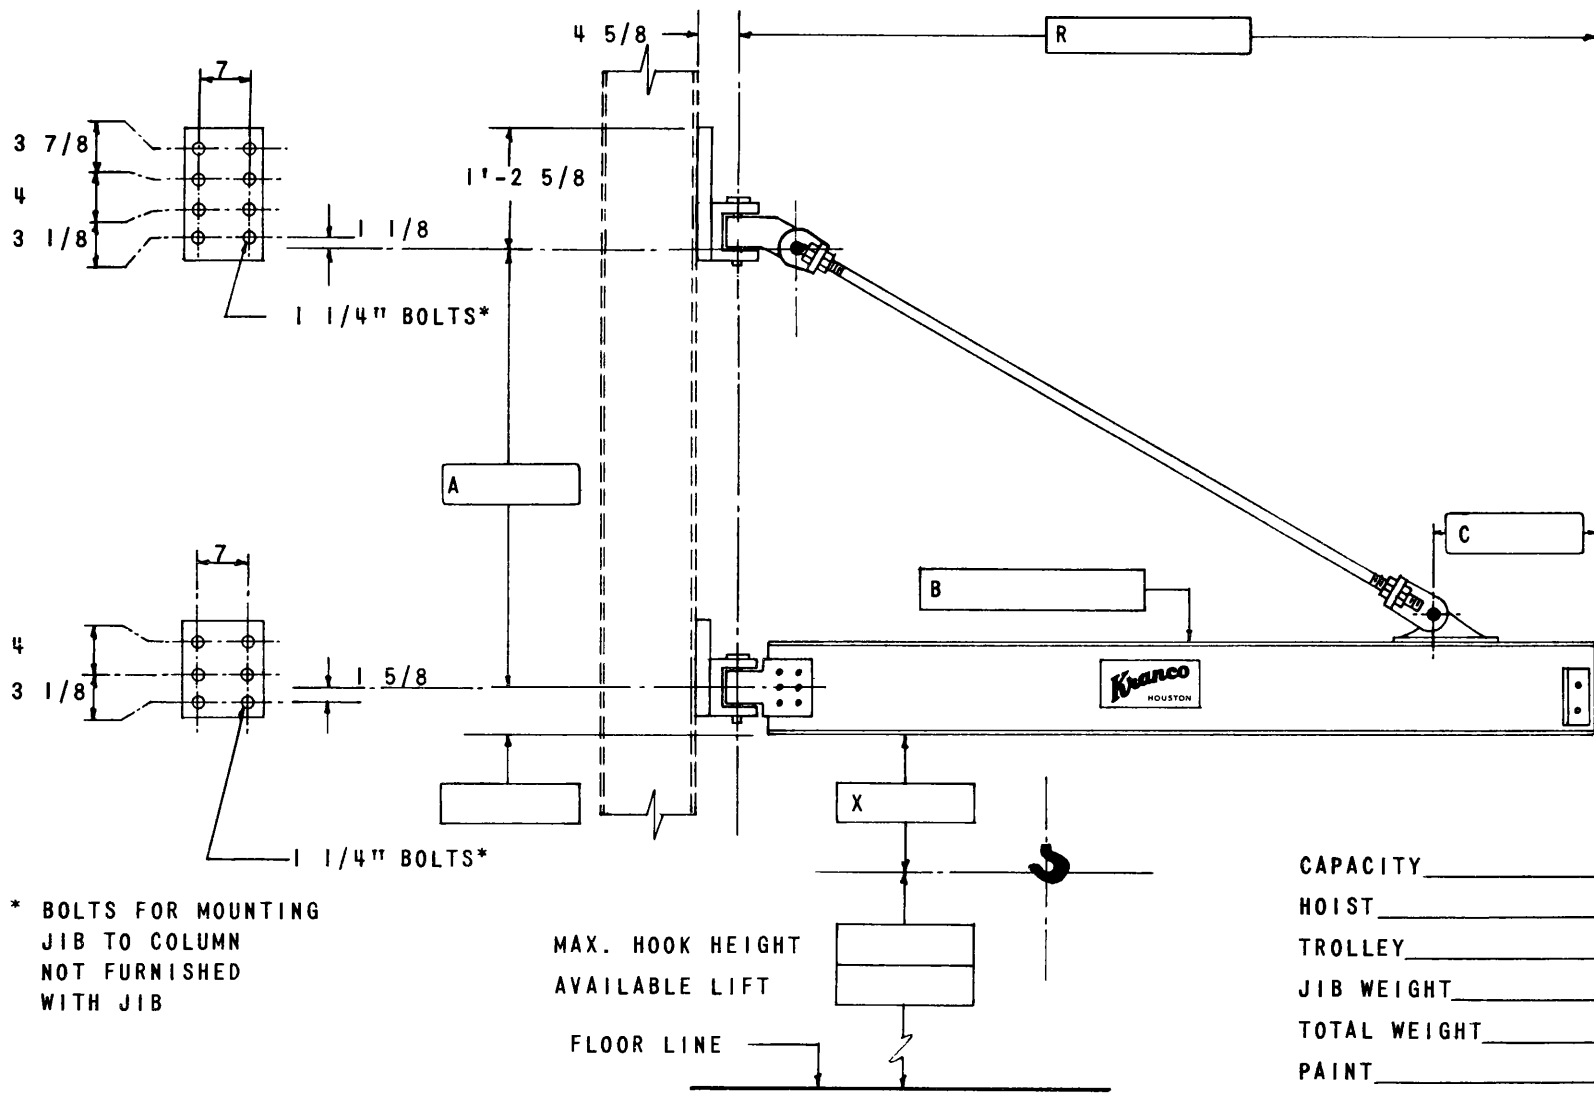 4 5/8
R
7
3 7/8
4
3 1/8
1'-2 5/8
1 1/8
1 1/4" BOLTS*
A
C
7
B
4
3 1/8
1 5/8
Kranco
HOUSTON
X
1 1/4" BOLTS*
* BOLTS FOR MOUNTING
JIB TO COLUMN
NOT FURNISHED
WITH JIB
MAX. HOOK HEIGHT
AVAILABLE LIFT
FLOOR LINE
CAPACITY
HOIST
TROLLEY
JIB WEIGHT
TOTAL WEIGHT
PAINT